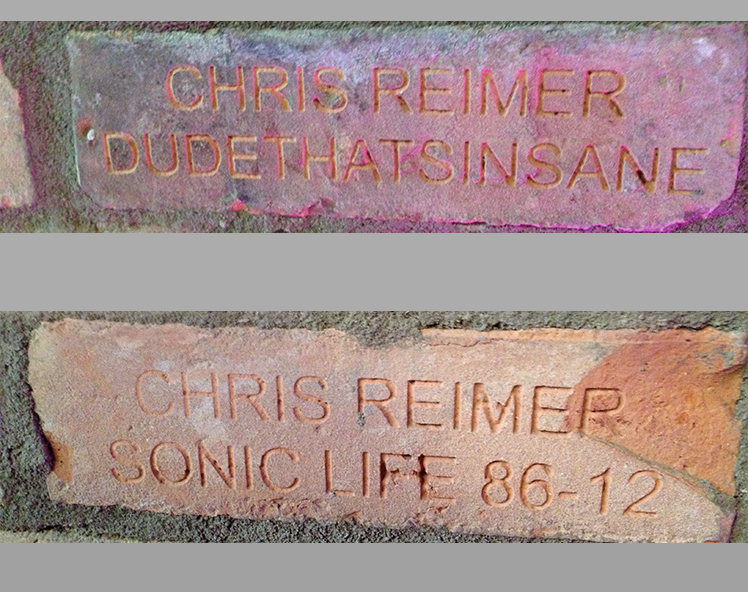 CHRIS REIMER
DUDETHATSINSANE
CHRIS REIMER
SONIC LIFE 86-12